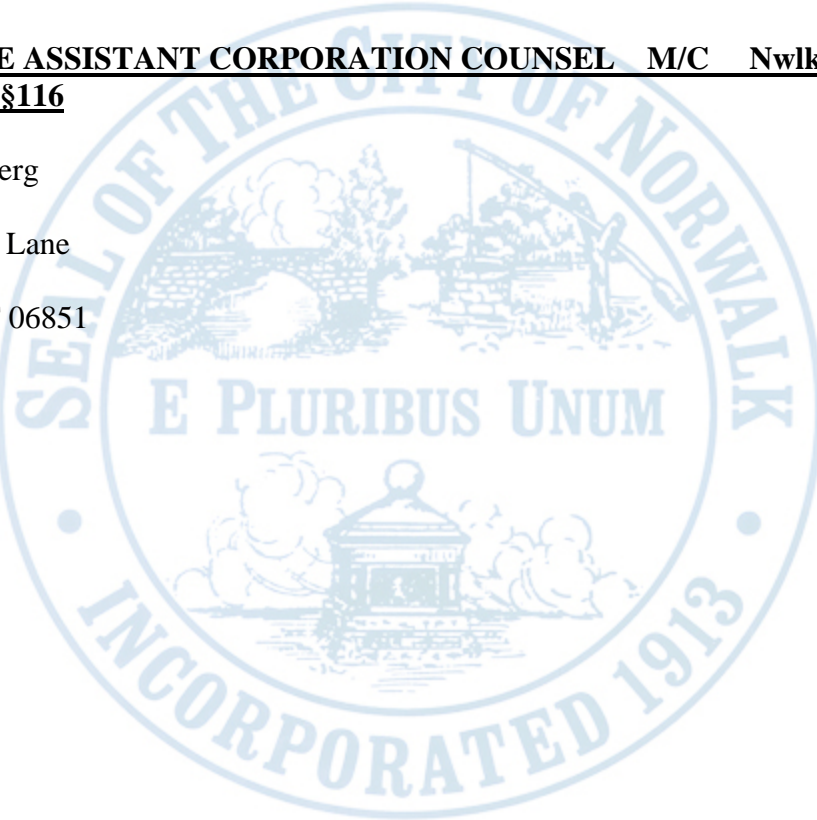 E ASSISTANT CORPORATION COUNSEL M/C Nwlk
§116
erg
Lane
06851
SEAL OF THE CITY OF NORWALK
E PLURIBUS UNUM
INCORPORATED 1913